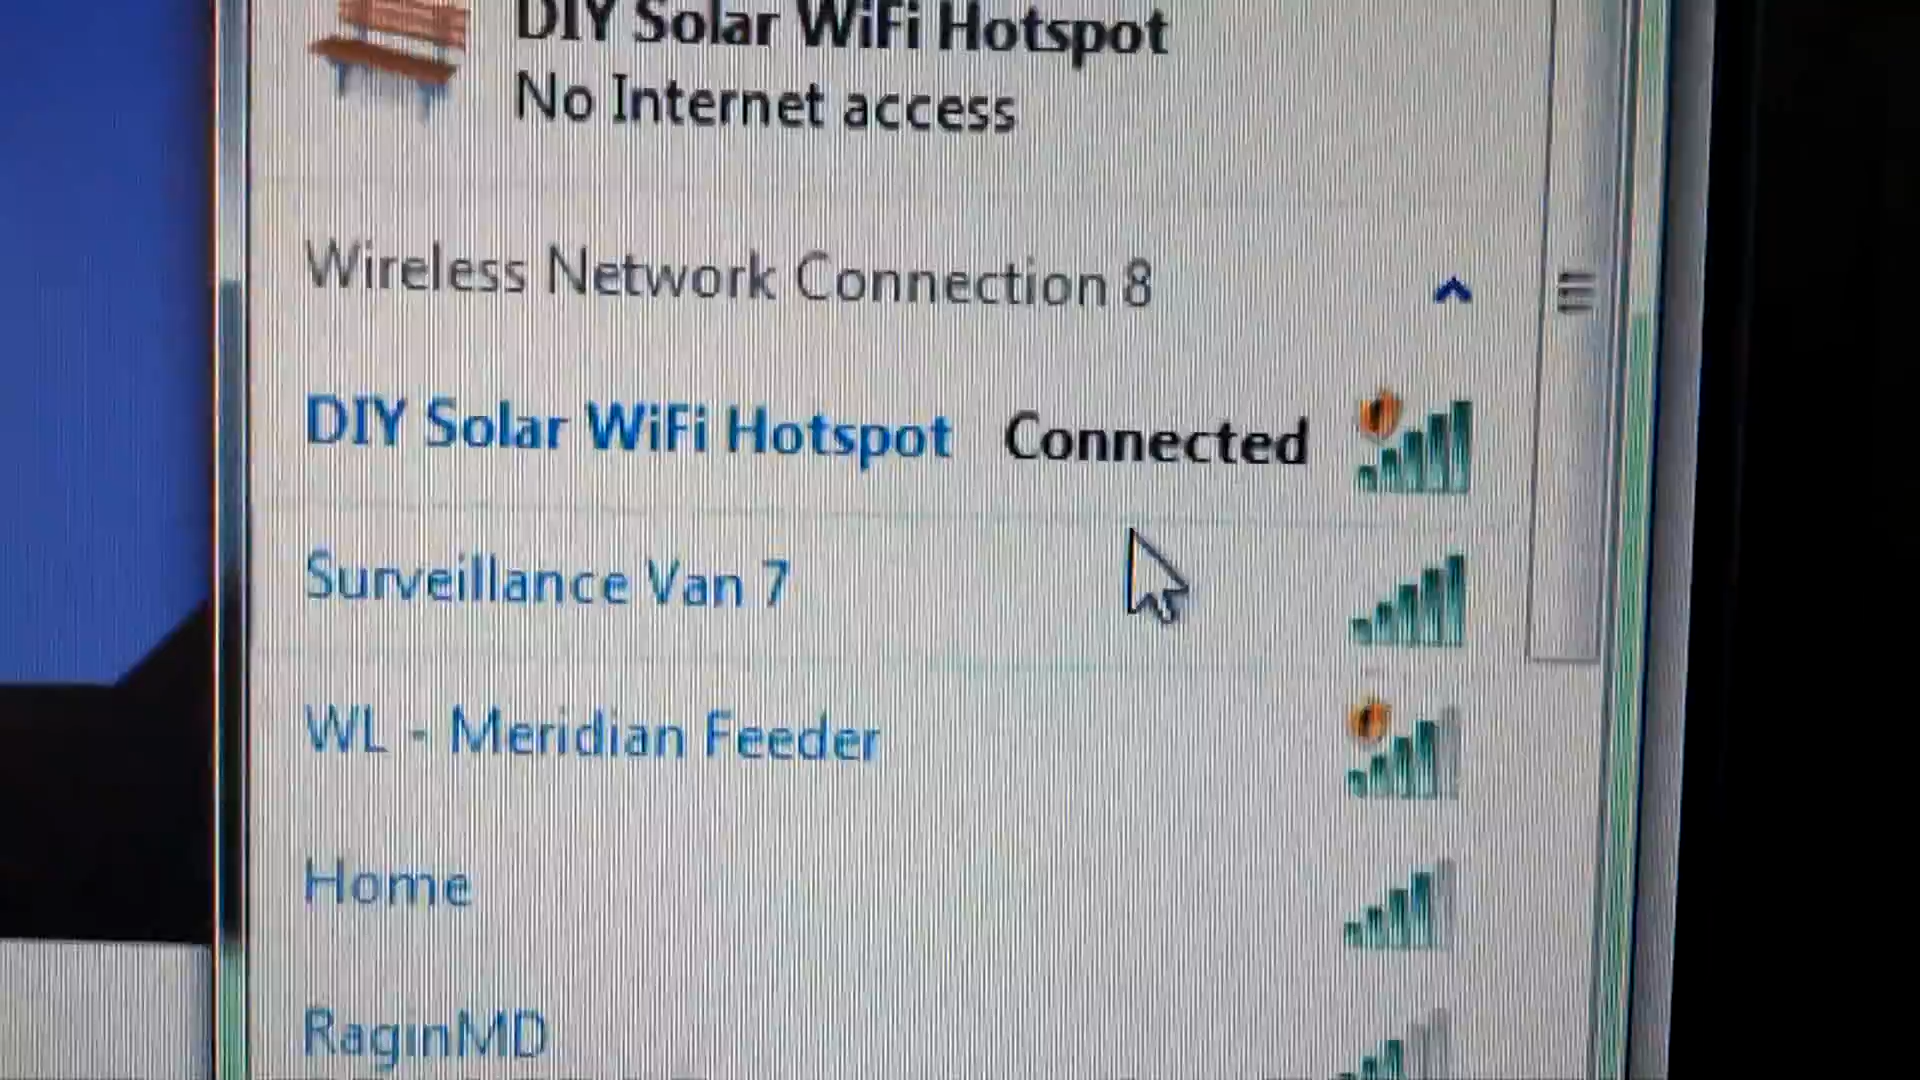 DIY Solar WiFi Hotspot
No Internet access
Wireless Network Connection 8
DIY Solar WiFi Hotspot Connected
Surveillance Van 7
WL - Meridian Feeder
Home
RaginMD